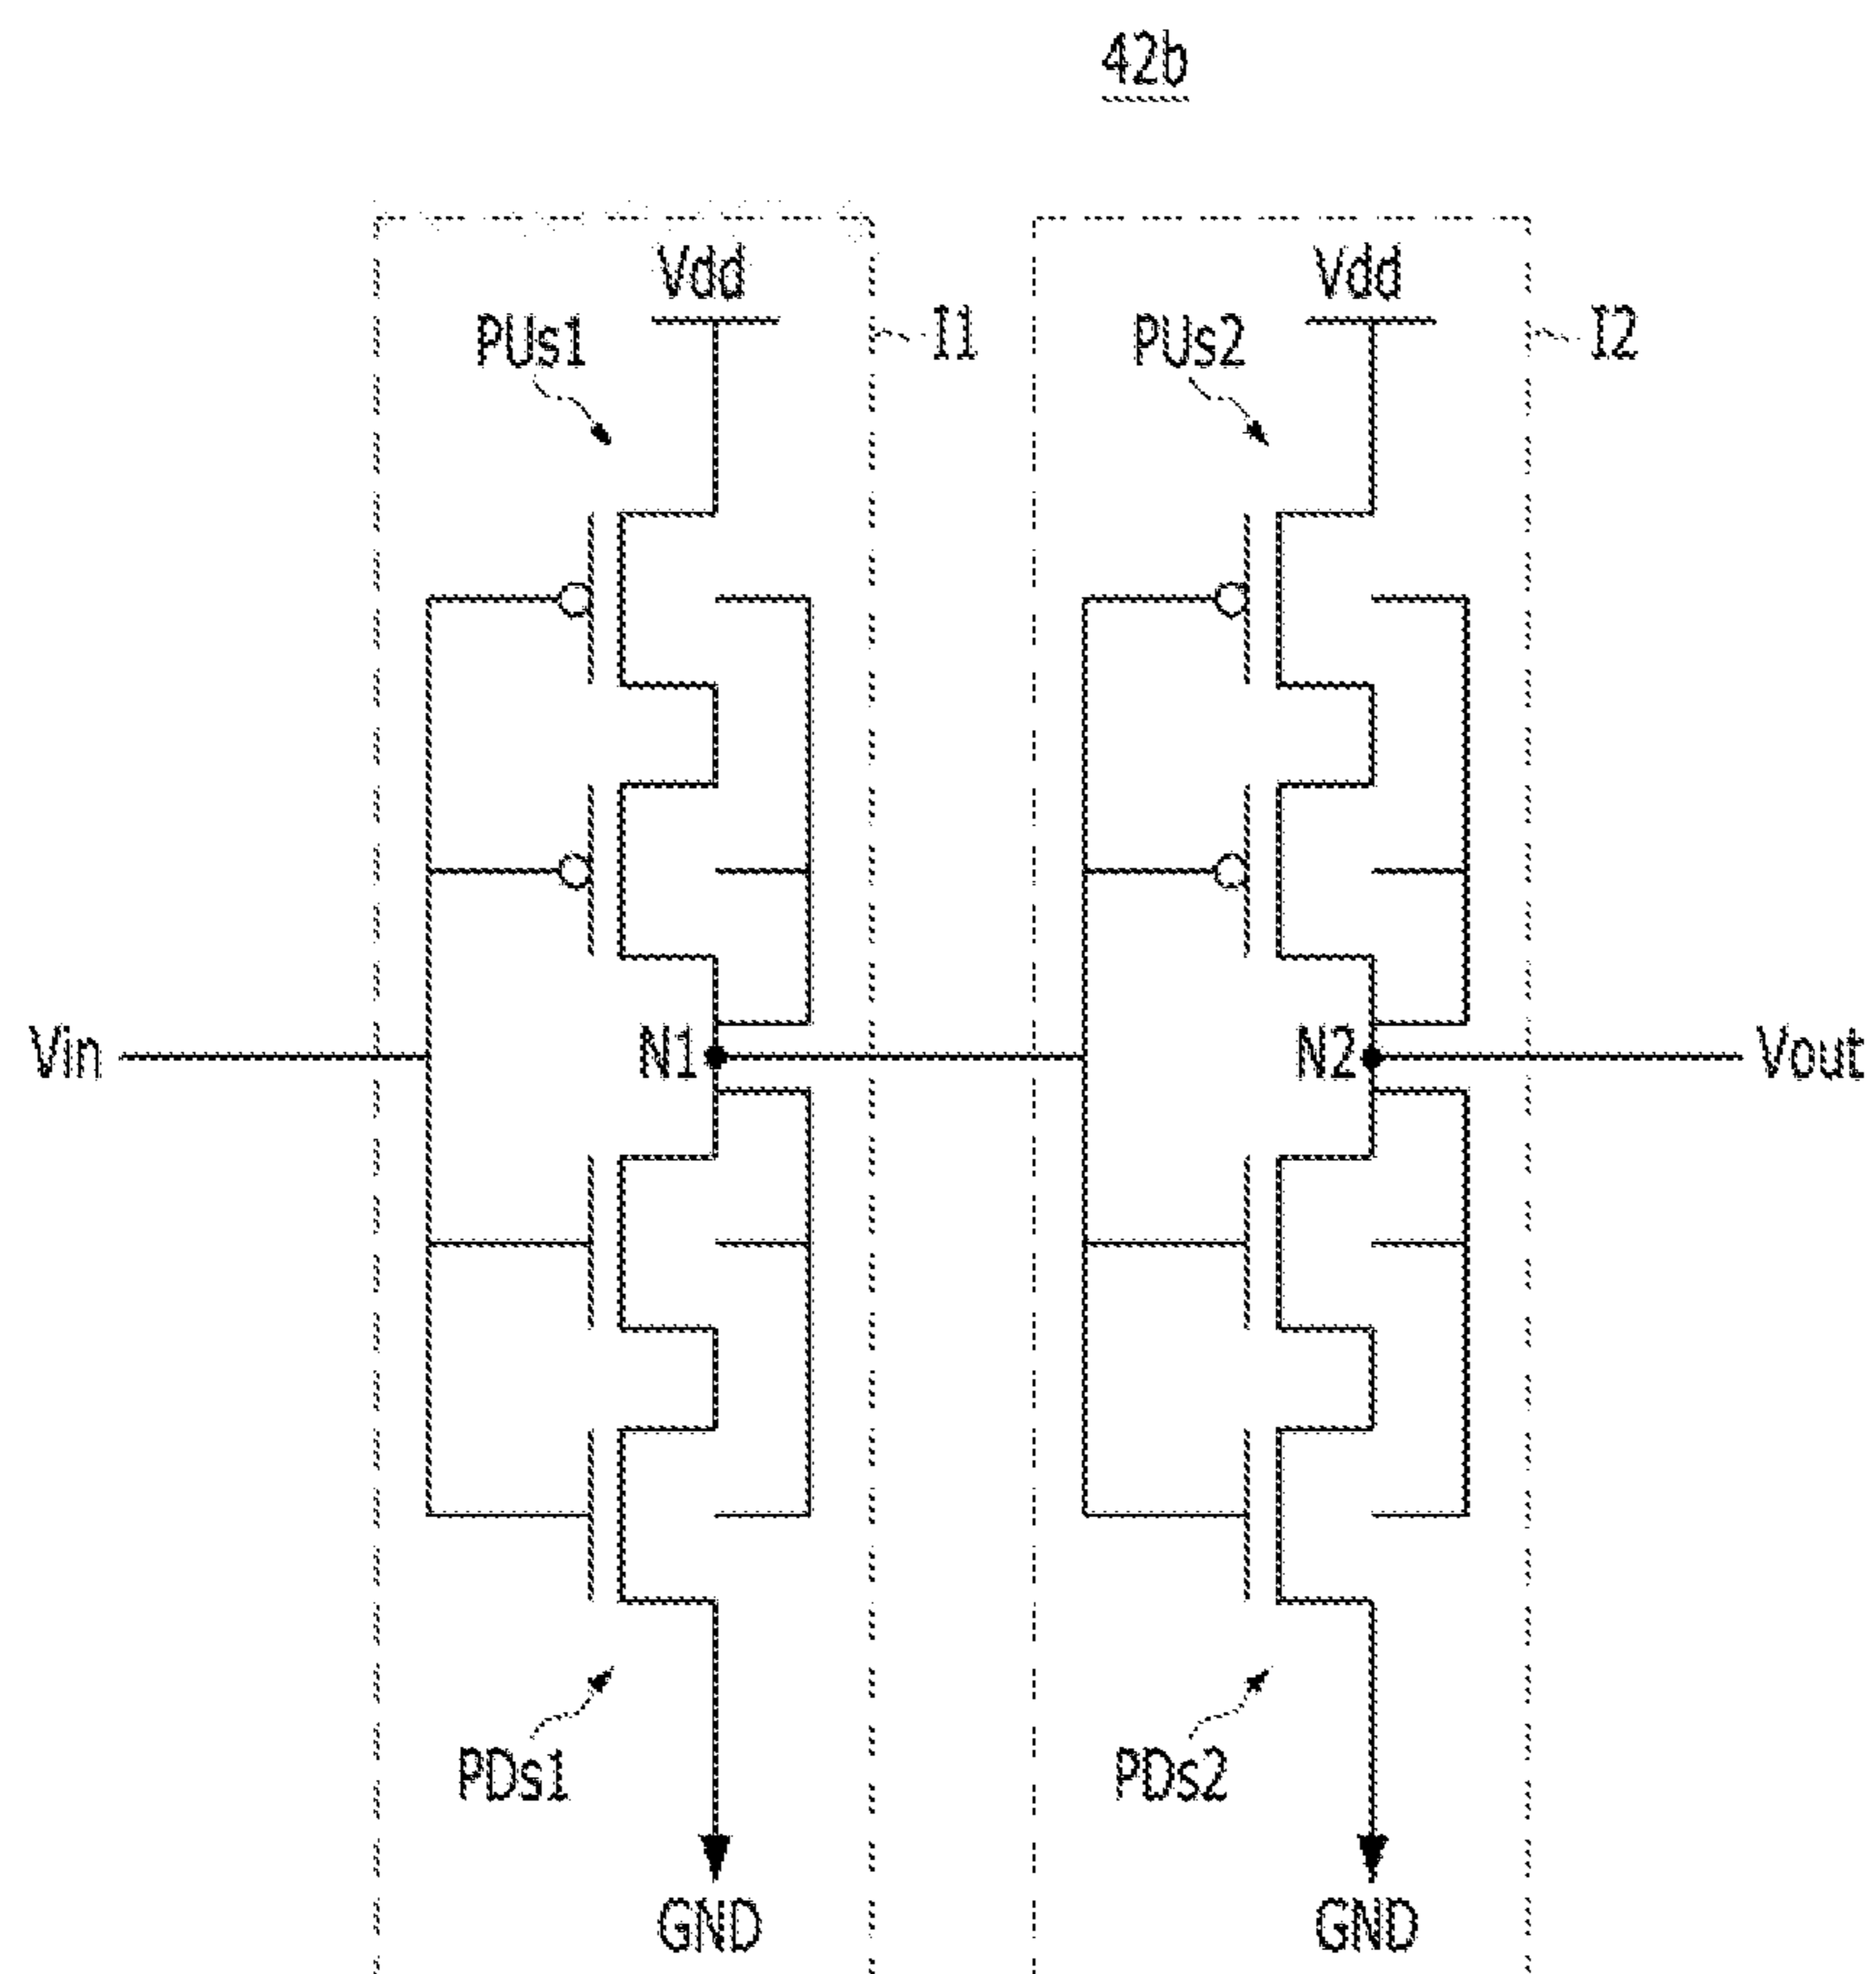 42b
Vdd
Vdd
PUs1
I1
PUs2
I2
Vin
N1
N2
Vout
PDs1
PDs2
GND
GND